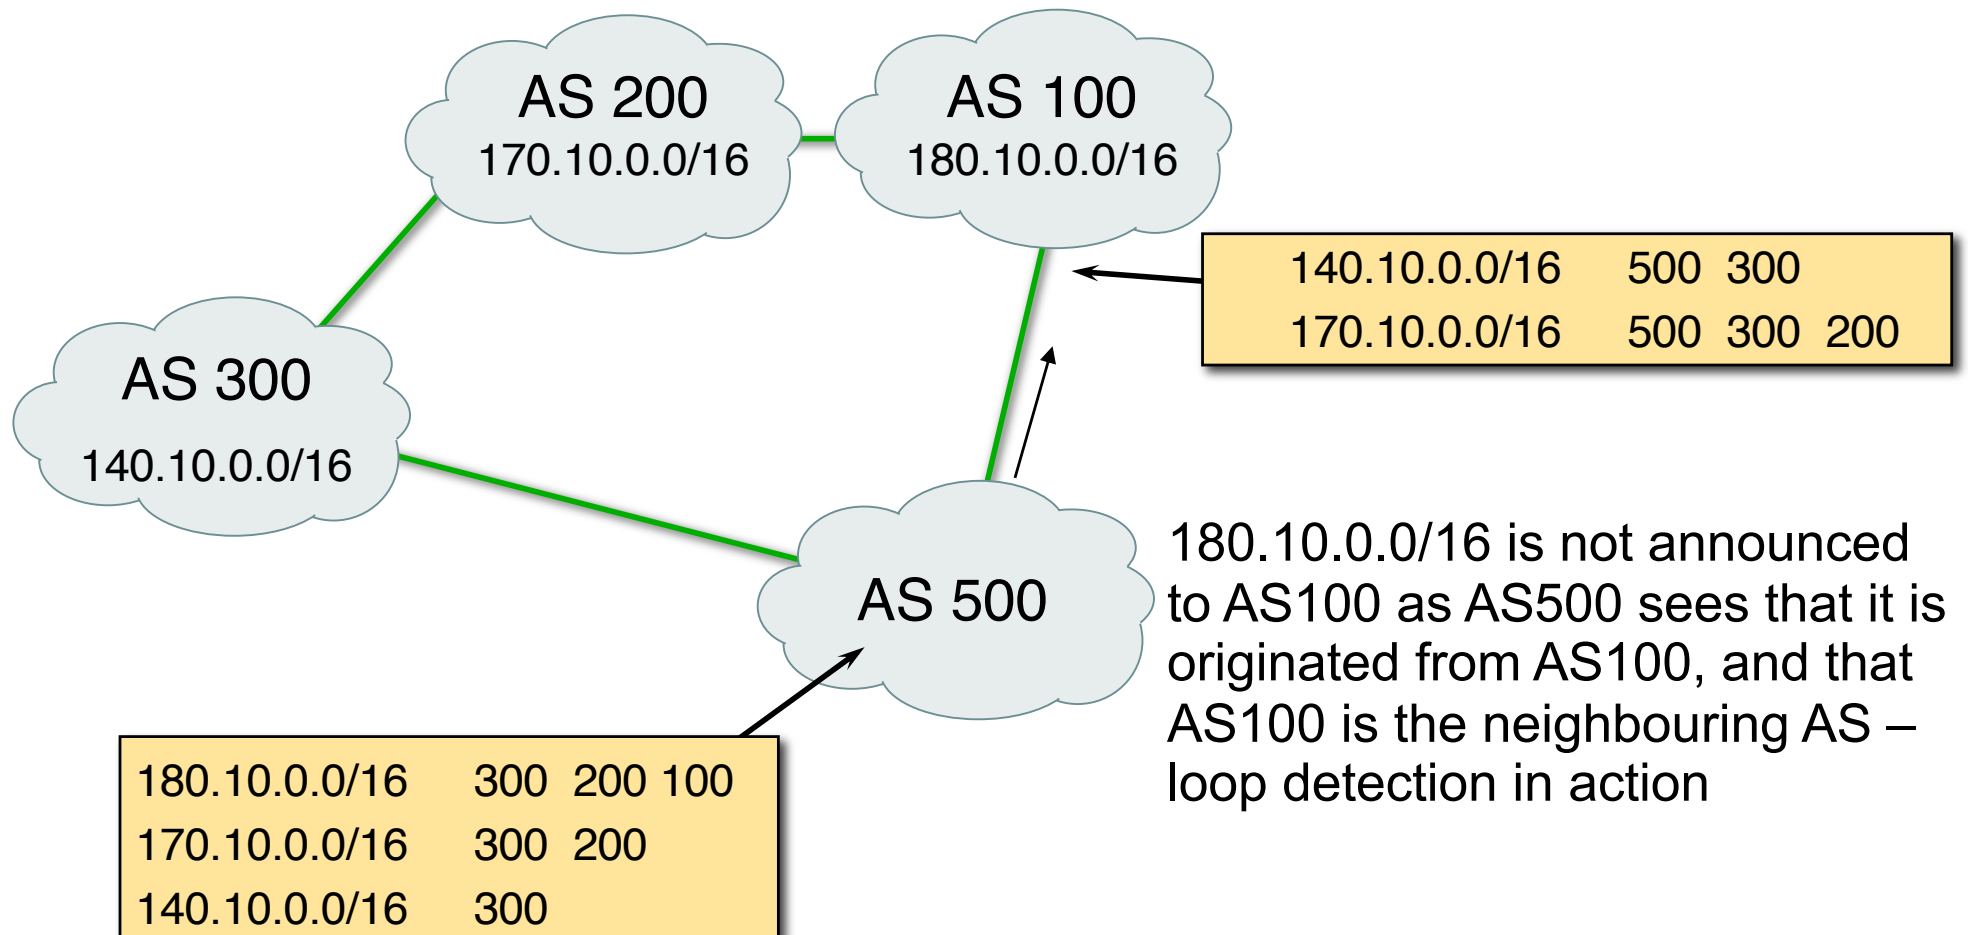 AS 200
170.10.0.0/16
AS 100
180.10.0.0/16
140.10.0.0/16 500 300
170.10.0.0/16 500 300 200
AS 300
140.10.0.0/16
AS 500
180.10.0.0/16 is not announced
to AS100 as AS500 sees that it is
originated from AS100, and that
AS100 is the neighbouring AS –
loop detection in action
180.10.0.0/16 300 200 100
170.10.0.0/16 300 200
140.10.0.0/16 300